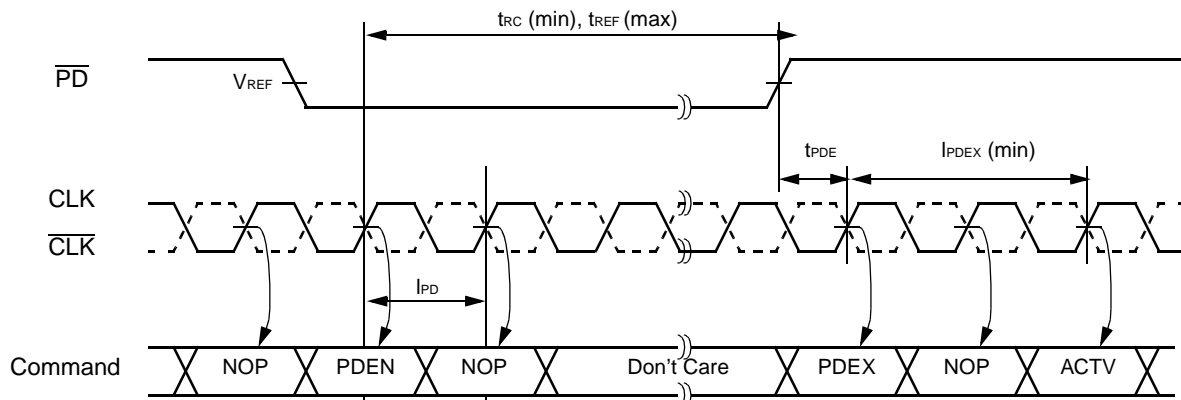 tRC (min), tREF (max)
PD
VREF
tPDE
lPDEX (min)
CLK
CLK
lPD
Command
NOP
PDEN
NOP
Don't Care
PDEX
NOP
ACTV